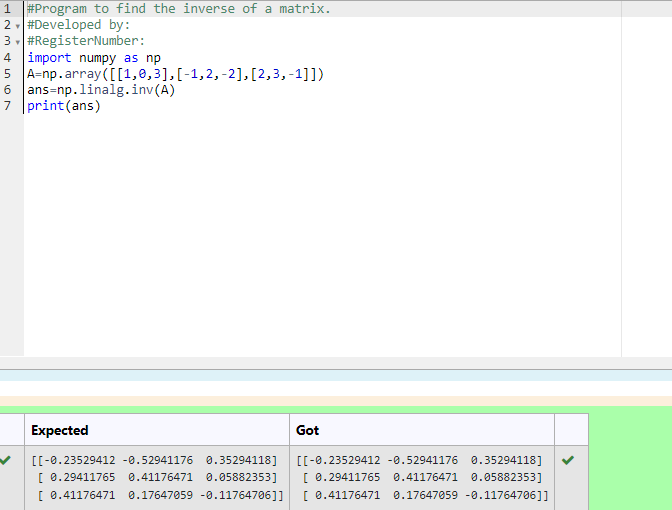 1 #Program to find the inverse of a matrix.
2 #Developed by:
3 #RegisterNumber:
4 import numpy as np
5 A=np.array([[1,0,3],[-1,2,-2],[2,3,-1]])
6 ans=np.linalg.inv(A)
7 print(ans)
Expected Got
[[-0.23529412 -0.52941176 0.35294118] [[-0.23529412 -0.52941176 0.35294118]
[ 0.29411765 0.41176471 0.05882353] [ 0.29411765 0.41176471 0.05882353]
[ 0.41176471 0.17647059 -0.11764706]] [ 0.41176471 0.17647059 -0.11764706]]